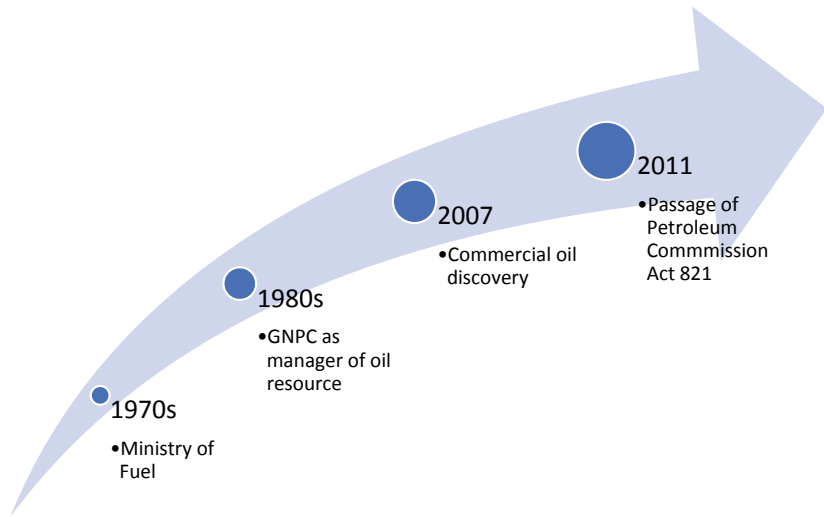 1970s
•Ministry of
Fuel
1980s
•GNPC as
manager of oil
resource
2007
•Commercial oil
discovery
2011
•Passage of
Petroleum
Commmission
Act 821